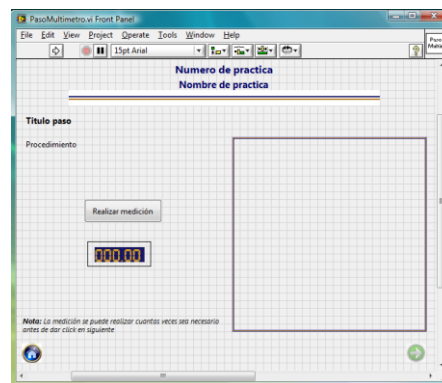 PasoMultimetro.vi Front Panel
File Edit View Project Operate Tools Window Help
15pt Arial
Numero de practica
Nombre de practica
Titulo paso
Procedimiento
Realizar medición
000.00
Nota: La medición se puede realizar cuantas veces sea necesario
antes de dar click en siguiente